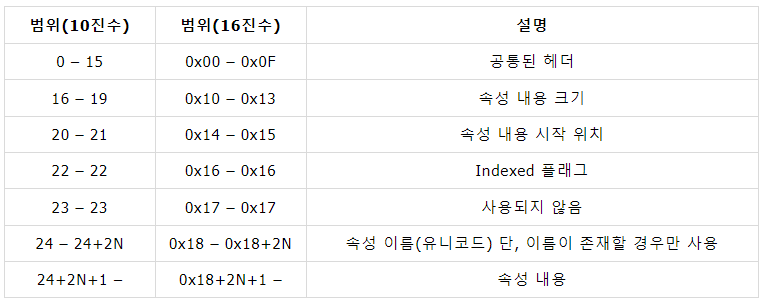 범위(10진수) 범위(16진수) 설명
0 – 15 0x00 – 0x0F 공통된 헤더
16 – 19 0x10 – 0x13 속성 내용 크기
20 – 21 0x14 – 0x15 속성 내용 시작 위치
22 – 22 0x16 – 0x16 Indexed 플래그
23 – 23 0x17 – 0x17 사용되지 않음
24 – 24+2N 0x18 – 0x18+2N 속성 이름(유니코드) 단, 이름이 존재할 경우만 사용
24+2N+1 – 0x18+2N+1 – 속성 내용